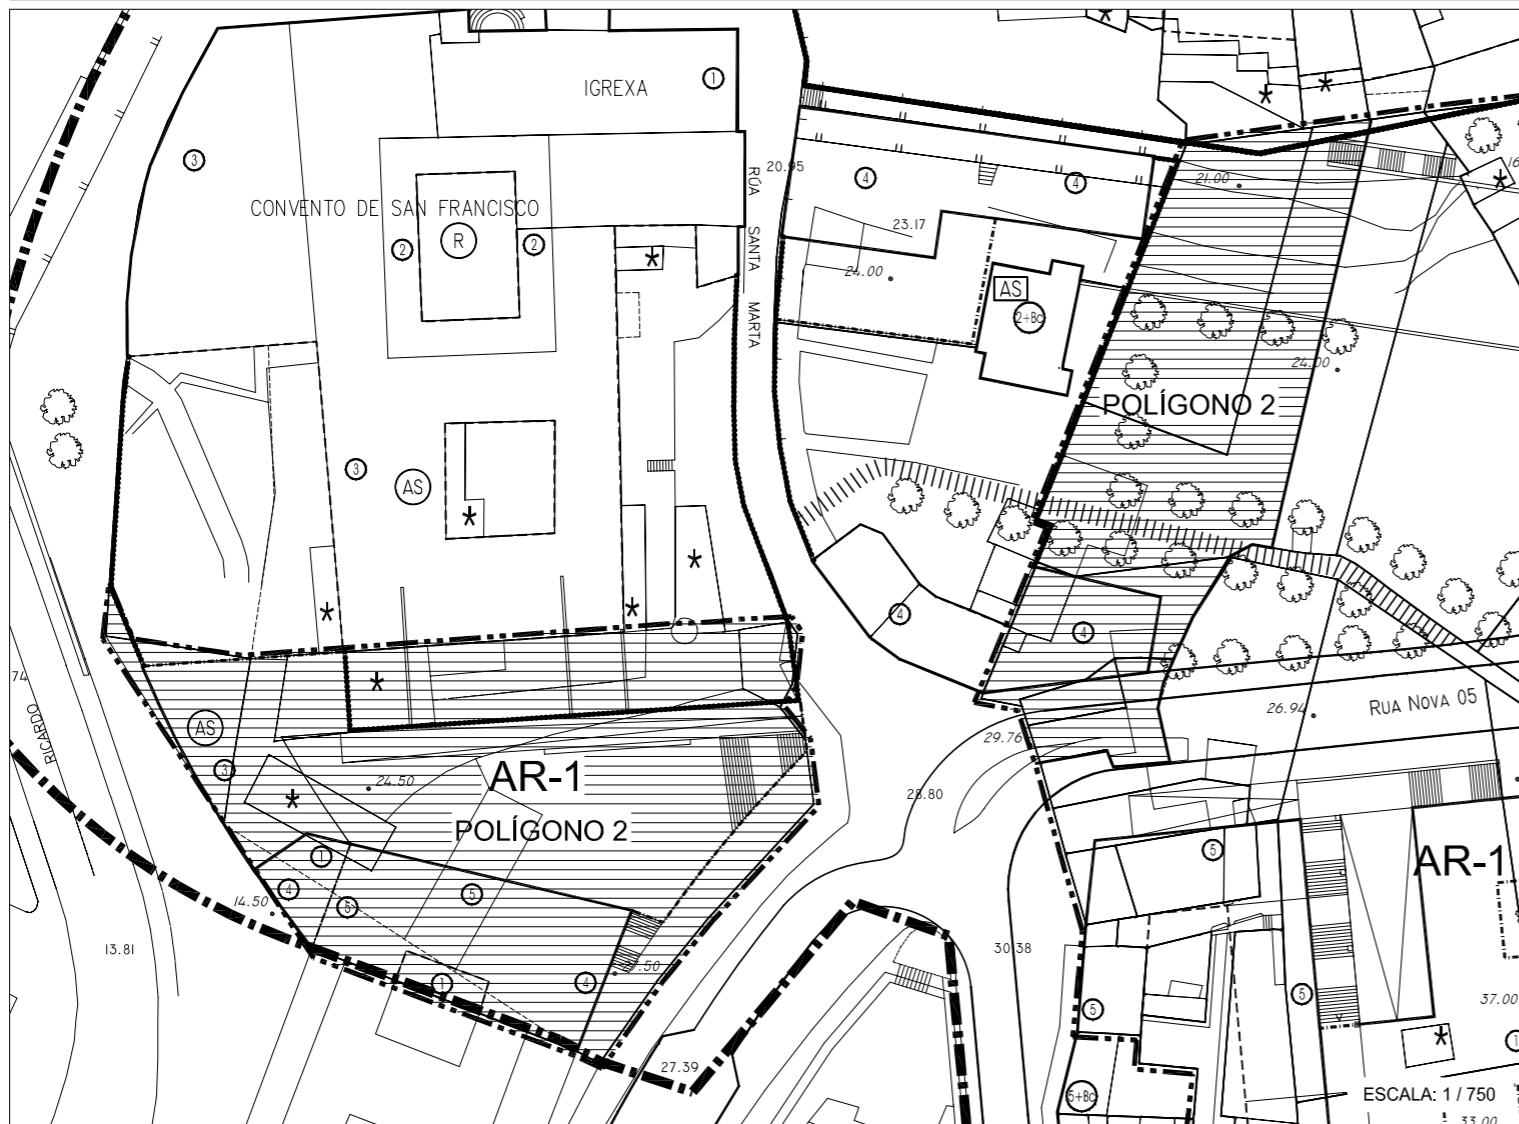 IGREXA
1
3
RÚA SANTA MARTA
20.95
4
4
21.00
CONVENTO DE SAN FRANCISCO
2
R
2
23.17
24.00
AS
2+Bc
24.00
POLÍGONO 2
3
AS
4
4
74
RICARDO
AS
26.94
RUA NOVA 05
29.76
3
24.50
AR-1
28.80
POLÍGONO 2
1
5
AR-1
4
5
14.50
6
13.81
30.38
1
4
5
5
37.00
27.39
5+Bc
ESCALA: 1 / 750
33.00